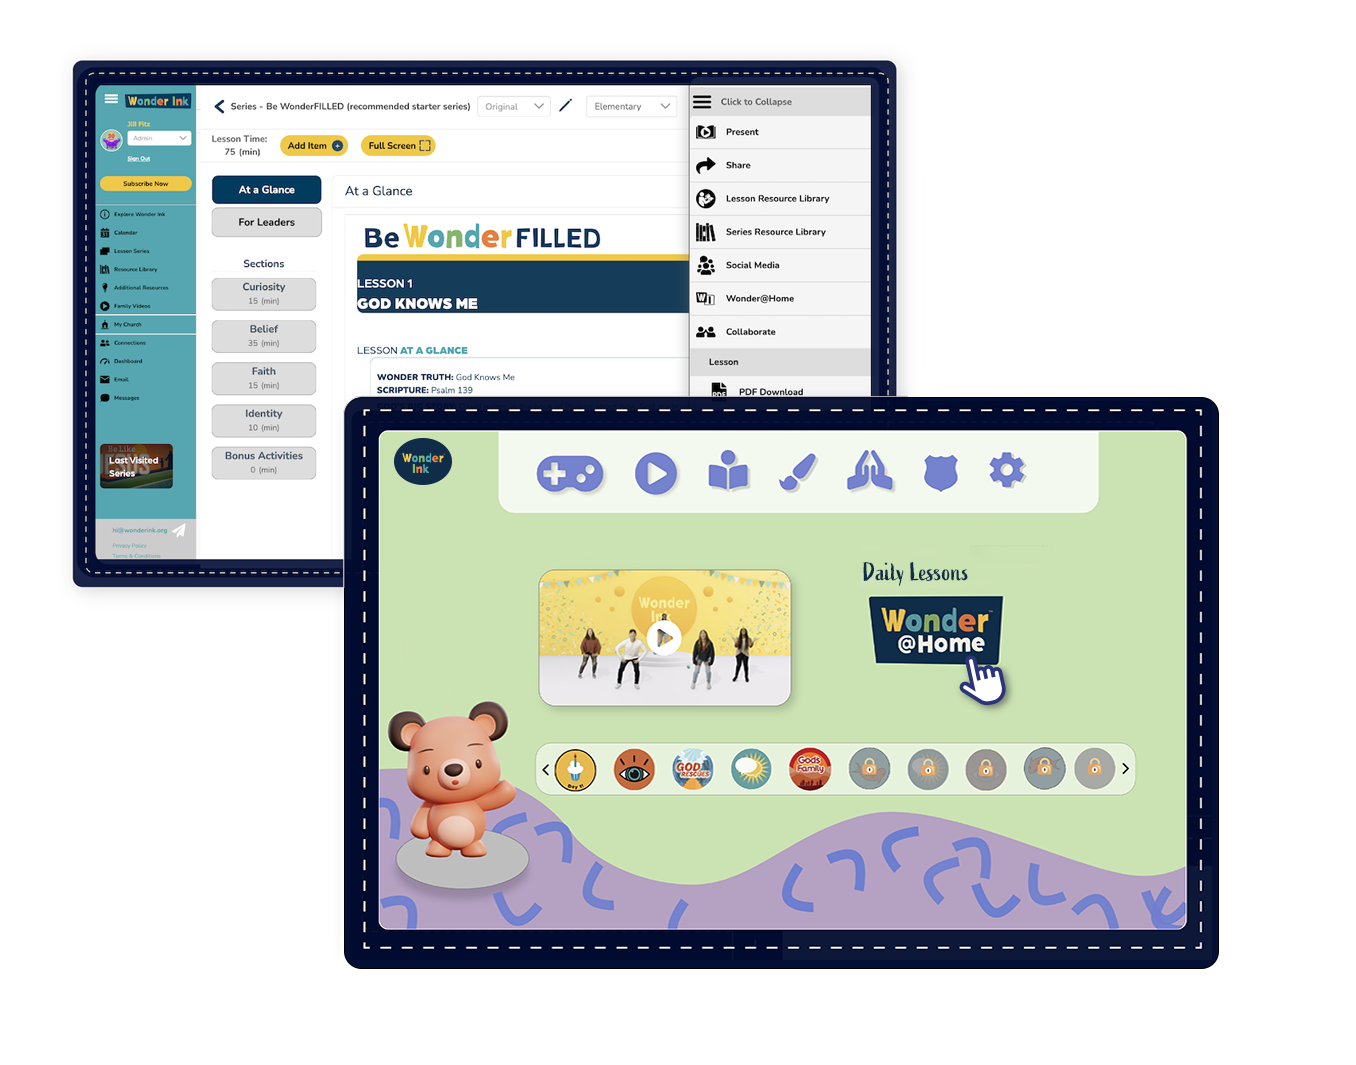 Wonder Ink
Jill Fitz
Admin
Sign Out
Subscribe Now
Explore Wonder Ink
Calendar
Lesson Series
Resource Library
Additional Resources
Family Videos
My Church
Connections
Dashboard
Email
Messages
Be Like
JESUS
Last Visited
Series
hi@wonderink.org
Privacy Policy
Terms & Conditions
Series - Be WonderFILLED (recommended starter series)
Original
Elementary
Lesson Time:
75 (min)
Add Item
Full Screen
At a Glance
For Leaders
Sections
Curiosity
15 (min)
Belief
35 (min)
Faith
15 (min)
Identity
10 (min)
Bonus Activities
0 (min)
At a Glance
Be Wonder FILLED
LESSON 1
GOD KNOWS ME
LESSON AT A GLANCE
WONDER TRUTH: God Knows Me
SCRIPTURE: Psalm 139
Click to Collapse
Present
Share
Lesson Resource Library
Series Resource Library
Social Media
Wonder@Home
Collaborate
Lesson
PDF Download
Wonder
Ink
Wonder
Ink
Daily Lessons
Wonder™
@Home
Day 1!
GOD
RESCUES
Gods
Family